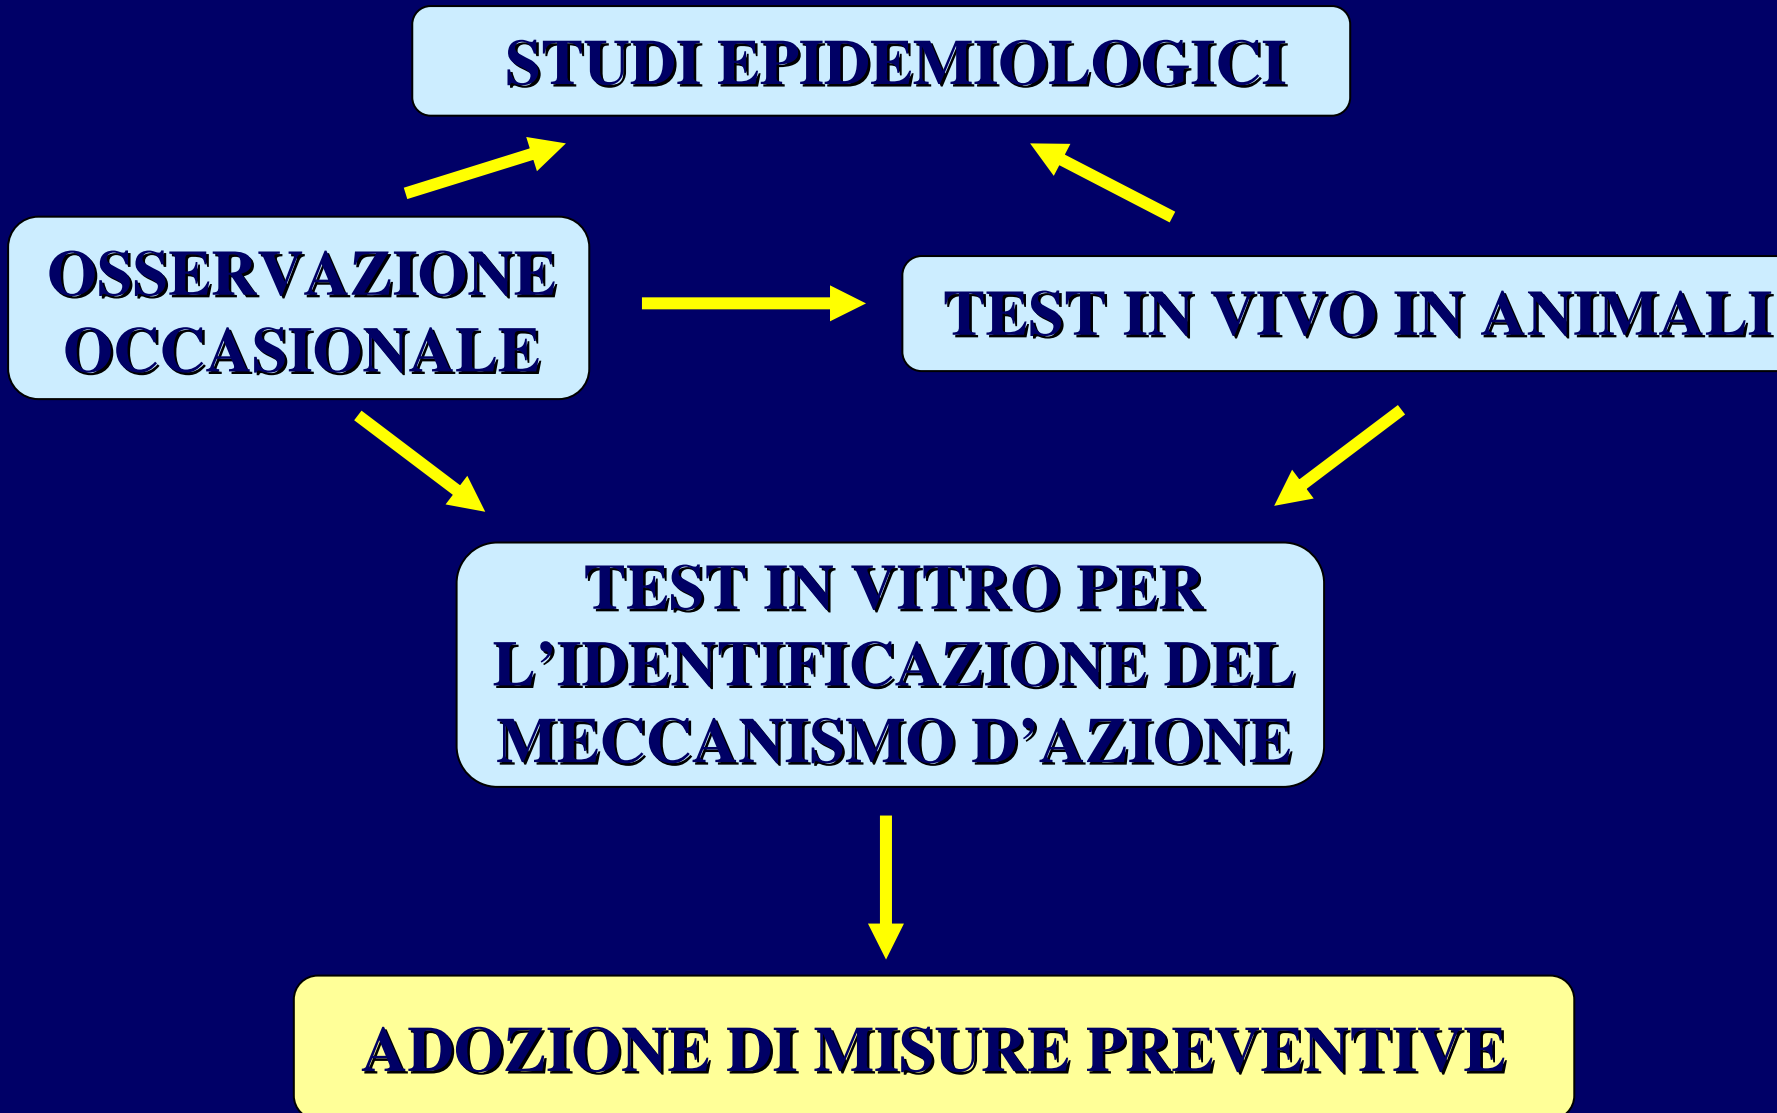 STUDI EPIDEMIOLOGICI
OSSERVAZIONE
OCCASIONALE
TEST IN VIVO IN ANIMALI
TEST IN VITRO PER
L’IDENTIFICAZIONE DEL
MECCANISMO D’AZIONE
ADOZIONE DI MISURE PREVENTIVE